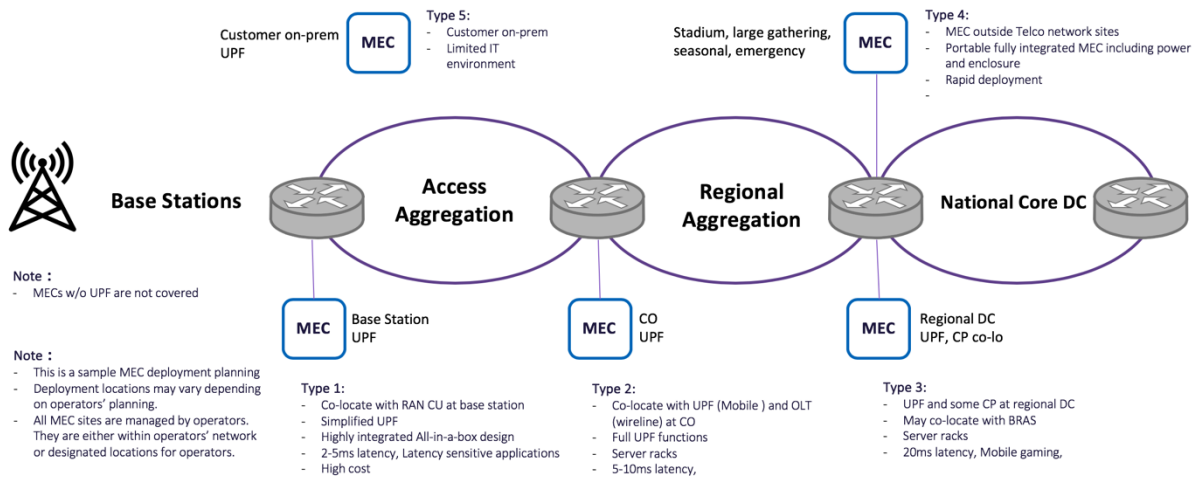 Customer on-prem
UPF
MEC
Type 5:
- Customer on-prem
- Limited IT
environment
Stadium, large gathering,
seasonal, emergency
MEC
Type 4:
- MEC outside Telco network sites
- Portable fully integrated MEC including power
and enclosure
- Rapid deployment
-
Base Stations
Access
Aggregation
Regional
Aggregation
National Core DC
Note：
- MECs w/o UPF are not covered
MEC
Base Station
UPF
MEC
CO
UPF
MEC
Regional DC
UPF, CP co-lo
Note：
- This is a sample MEC deployment planning
- Deployment locations may vary depending
on operators’ planning.
- All MEC sites are managed by operators.
They are either within operators’ network
or designated locations for operators.
Type 1:
- Co-locate with RAN CU at base station
- Simplified UPF
- Highly integrated All-in-a-box design
- 2-5ms latency, Latency sensitive applications
- High cost
Type 2:
- Co-locate with UPF (Mobile ) and OLT
(wireline) at CO
- Full UPF functions
- Server racks
- 5-10ms latency,
Type 3:
- UPF and some CP at regional DC
- May co-locate with BRAS
- Server racks
- 20ms latency, Mobile gaming,